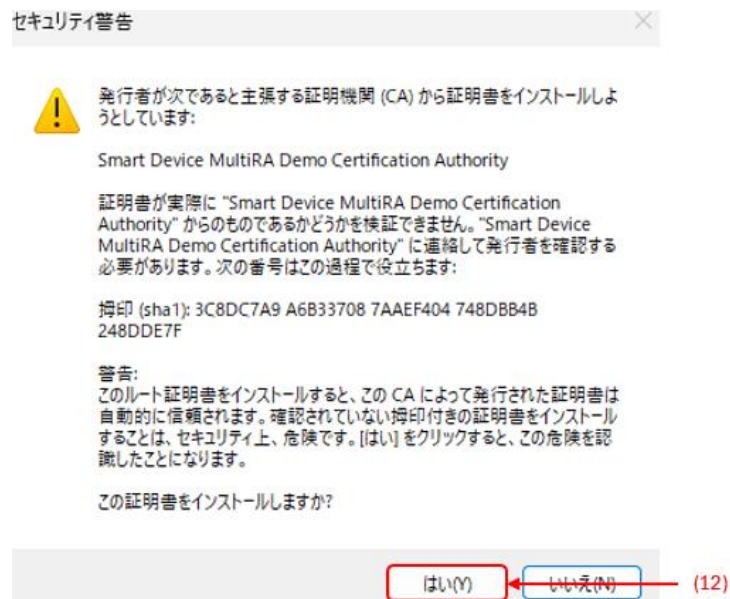 セキュリティ警告
発行者が次であると主張する証明機関 (CA) から証明書をインストールしよ
うとしています:
Smart Device MultiRA Demo Certification Authority
証明書が実際に "Smart Device MultiRA Demo Certification
Authority" からのものであるかどうかを検証できません。"Smart Device
MultiRA Demo Certification Authority" に連絡して発行者を確認する
必要があります。次の番号はこの過程で役立ちます:
拇印 (sha1): 3C8DC7A9 A6B33708 7AAEF404 748DBB4B
248DDE7F
警告:
このルート証明書をインストールすると、この CA によって発行された証明書は
自動的に信頼されます。確認されていない拇印付きの証明書をインストール
することは、セキュリティ上、危険です。[はい] をクリックすると、この危険を認
識したことになります。
この証明書をインストールしますか?
はい(Y)
いいえ(N)
(12)